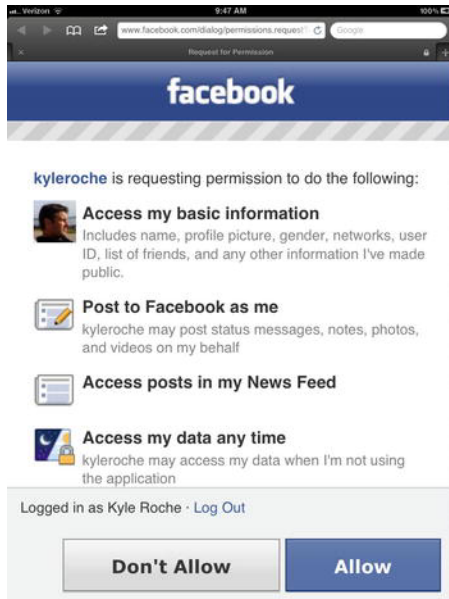 Verizon
9:47 AM
100%
www.facebook.com/dialog/permissions.request
Google
Request for Permission
facebook
kyleroche is requesting permission to do the following:
Access my basic information
Includes name, profile picture, gender, networks, user
ID, list of friends, and any other information I've made
public.
Post to Facebook as me
kyleroche may post status messages, notes, photos,
and videos on my behalf
Access posts in my News Feed
Access my data any time
kyleroche may access my data when I'm not using
the application
Logged in as Kyle Roche · Log Out
Don't Allow
Allow